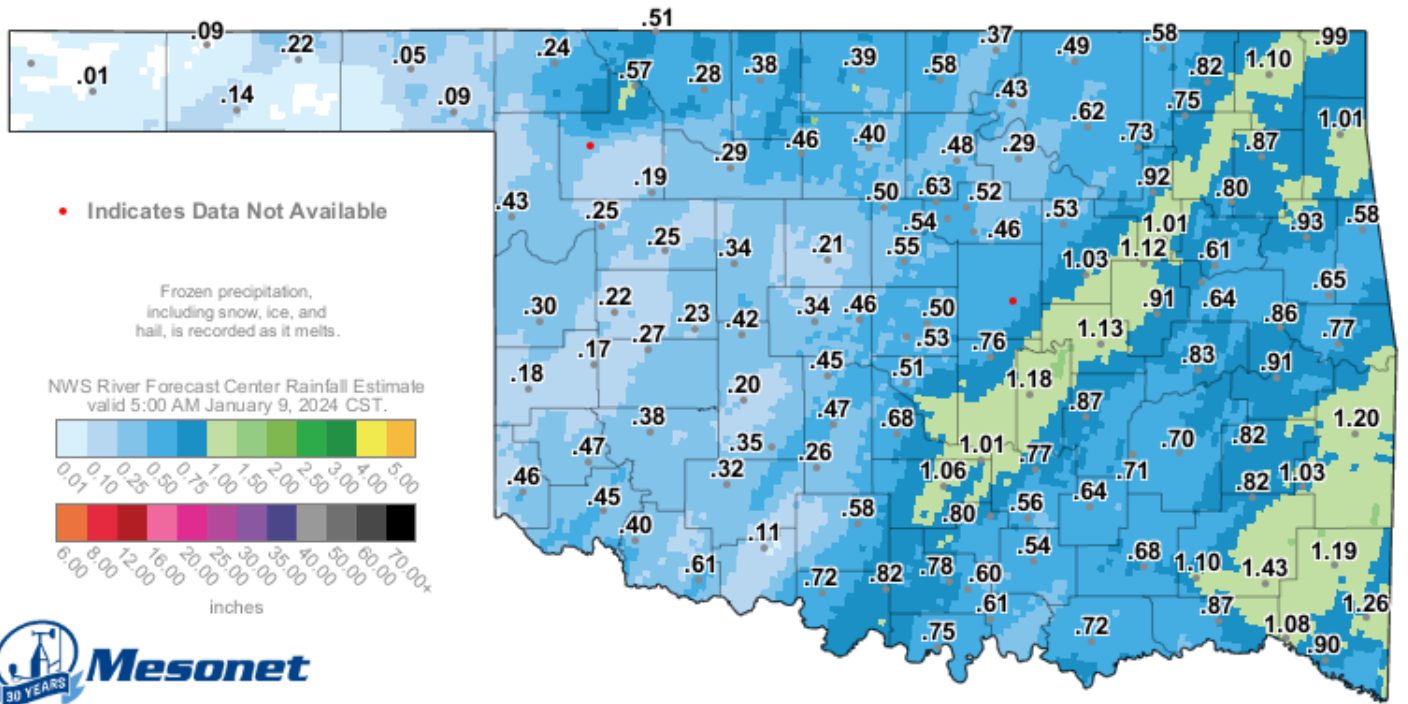 .51
.09 .37 .58 .99
.22 .24 .49
.05 .57 .28 .38 .39 .58 .82 1.10
.01
.14 .09 .43 .75
.62 1.01
.46 .40 .48 .29 .73 .87
.29
.19 .92 .80
.43 .25 .50 .63 .52 .53 .58
.54 .46 1.01 .93
• Indicates Data Not Available
.25 .34 .21 .55 1.03 1.12 .61
.65
Frozen precipitation,
including snow, ice, and
hail, is recorded as it melts.
.30 .22 .23 .42 .34 .46 .50 .91 .64 .86
.27 .53 .76 1.13 .77
.17 .45 .51 .83 .91
.18 .20 1.18
NWS River Forecast Center Rainfall Estimate
valid 5:00 AM January 9, 2024 CST.
.38 .47 .68 .87 1.20
.47 .35 .26 1.01 .77 .70 .82
.46 .32 1.06 .71 1.03
0.01 0.10 0.25 0.50 0.75 1.00 1.50 2.00 2.50 3.00 4.00 5.00
.45 .58 .80 .56 .64 .82
.40 .11 .54 .68 1.19
.61 .72 .82 .78 .60 1.10 1.43
6.00 8.00 12.00 16.00 20.00 25.00 30.00 35.00 40.00 50.00 60.00 70.00+
inches
.75 .61 .72 .87 1.08 1.26
.90
30 YEARS
Mesonet